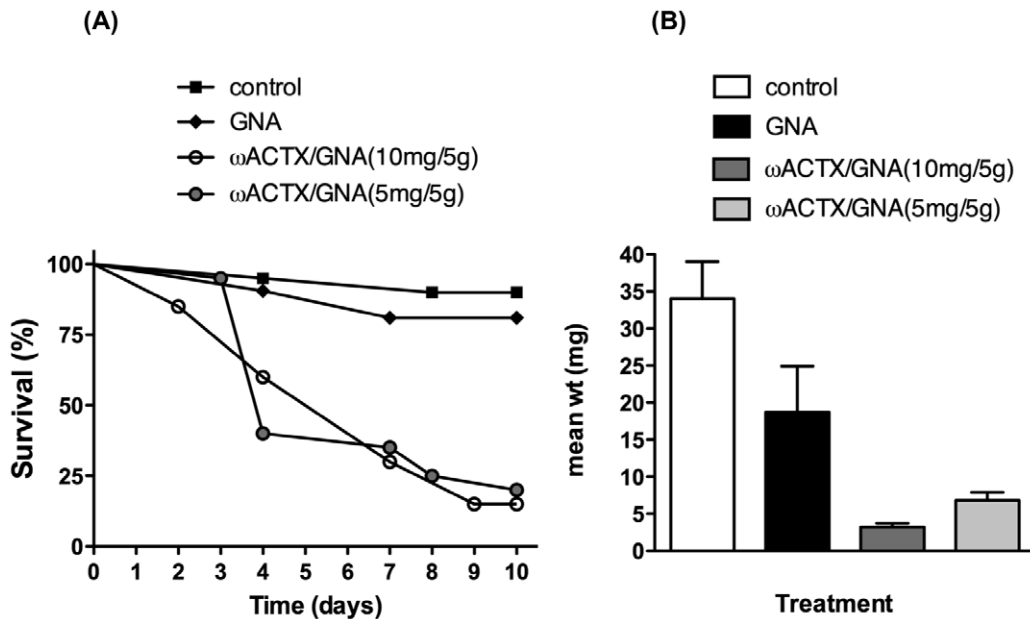 (A)
control
GNA
ωACTX/GNA(10mg/5g)
ωACTX/GNA(5mg/5g)
Survival (%)
100
75
50
25
0
0 1 2 3 4 5 6 7 8 9 10
Time (days)
(B)
control
GNA
ωACTX/GNA(10mg/5g)
ωACTX/GNA(5mg/5g)
mean wt (mg)
40
35
30
25
20
15
10
5
0
Treatment